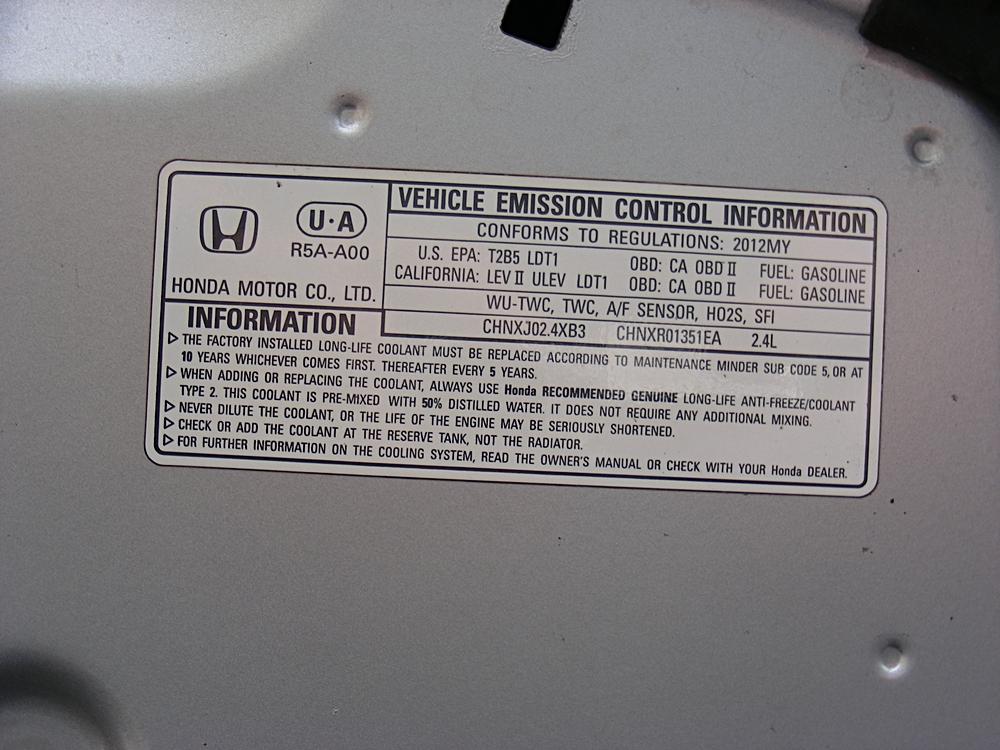 U·A
R5A-A00
HONDA MOTOR CO., LTD.
VEHICLE EMISSION CONTROL INFORMATION
CONFORMS TO REGULATIONS: 2012MY
U.S. EPA: T2B5 LDT1 OBD: CA OBD II FUEL: GASOLINE
CALIFORNIA: LEV II ULEV LDT1 OBD: CA OBD II FUEL: GASOLINE
WU-TWC, TWC, A/F SENSOR, HO2S, SFI
CHNXJ02.4XB3 CHNXR01351EA 2.4L
INFORMATION
▷ THE FACTORY INSTALLED LONG-LIFE COOLANT MUST BE REPLACED ACCORDING TO MAINTENANCE MINDER SUB CODE 5, OR AT
10 YEARS WHICHEVER COMES FIRST. THEREAFTER EVERY 5 YEARS.
▷ WHEN ADDING OR REPLACING THE COOLANT, ALWAYS USE Honda RECOMMENDED GENUINE LONG-LIFE ANTI-FREEZE/COOLANT
TYPE 2. THIS COOLANT IS PRE-MIXED WITH 50% DISTILLED WATER. IT DOES NOT REQUIRE ANY ADDITIONAL MIXING.
▷ NEVER DILUTE THE COOLANT, OR THE LIFE OF THE ENGINE MAY BE SERIOUSLY SHORTENED.
▷ CHECK OR ADD THE COOLANT AT THE RESERVE TANK, NOT THE RADIATOR.
▷ FOR FURTHER INFORMATION ON THE COOLING SYSTEM, READ THE OWNER'S MANUAL OR CHECK WITH YOUR Honda DEALER.